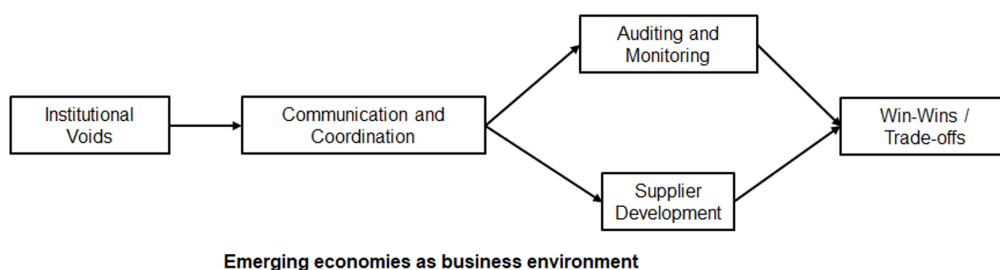 Institutional
Voids
Communication and
Coordination
Auditing and
Monitoring
Supplier
Development
Win-Wins /
Trade-offs
Emerging economies as business environment